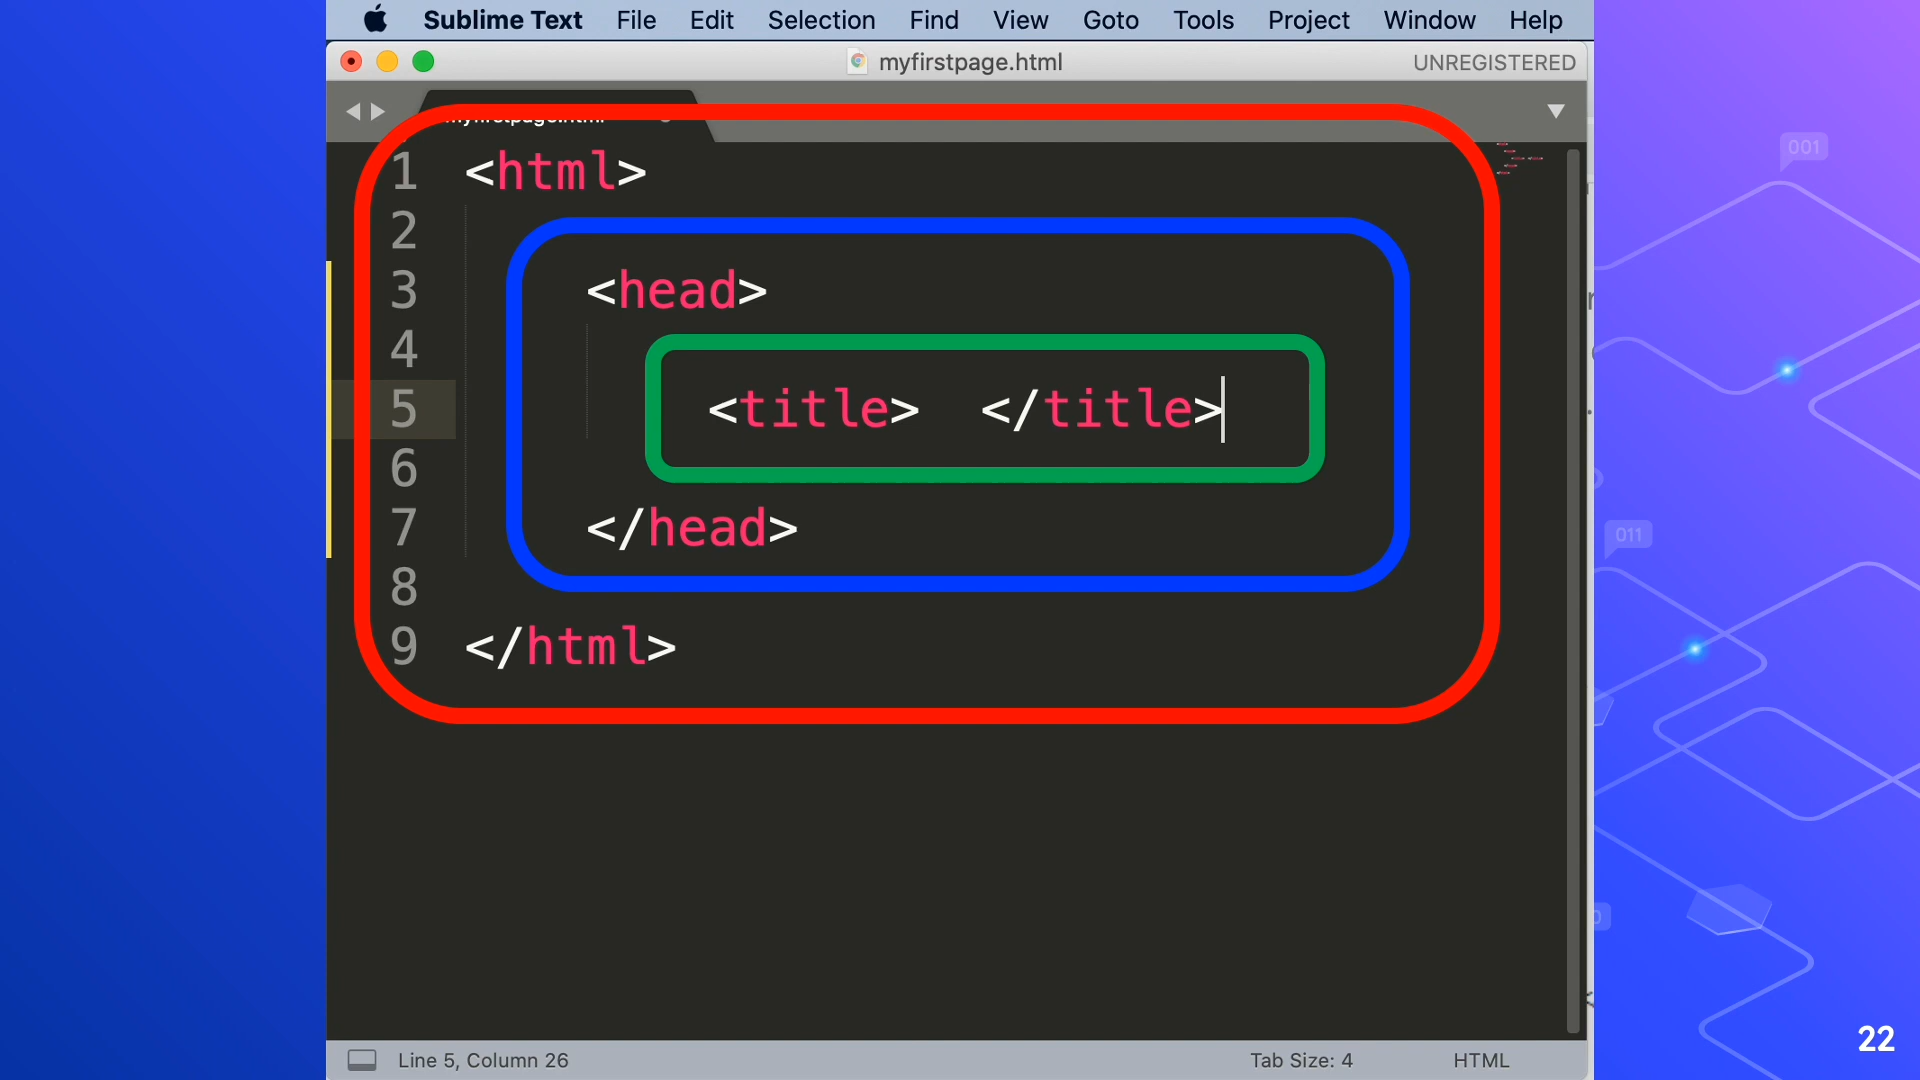 Sublime Text File Edit Selection Find View Goto Tools Project Window Help
myfirstpage.html UNREGISTERED
myfirstpage.html
1 <html>
2
3 <head>
4
5 <title> </title>
6
7 </head>
8
9 </html>
001
011
Line 5, Column 26 Tab Size: 4 HTML
22